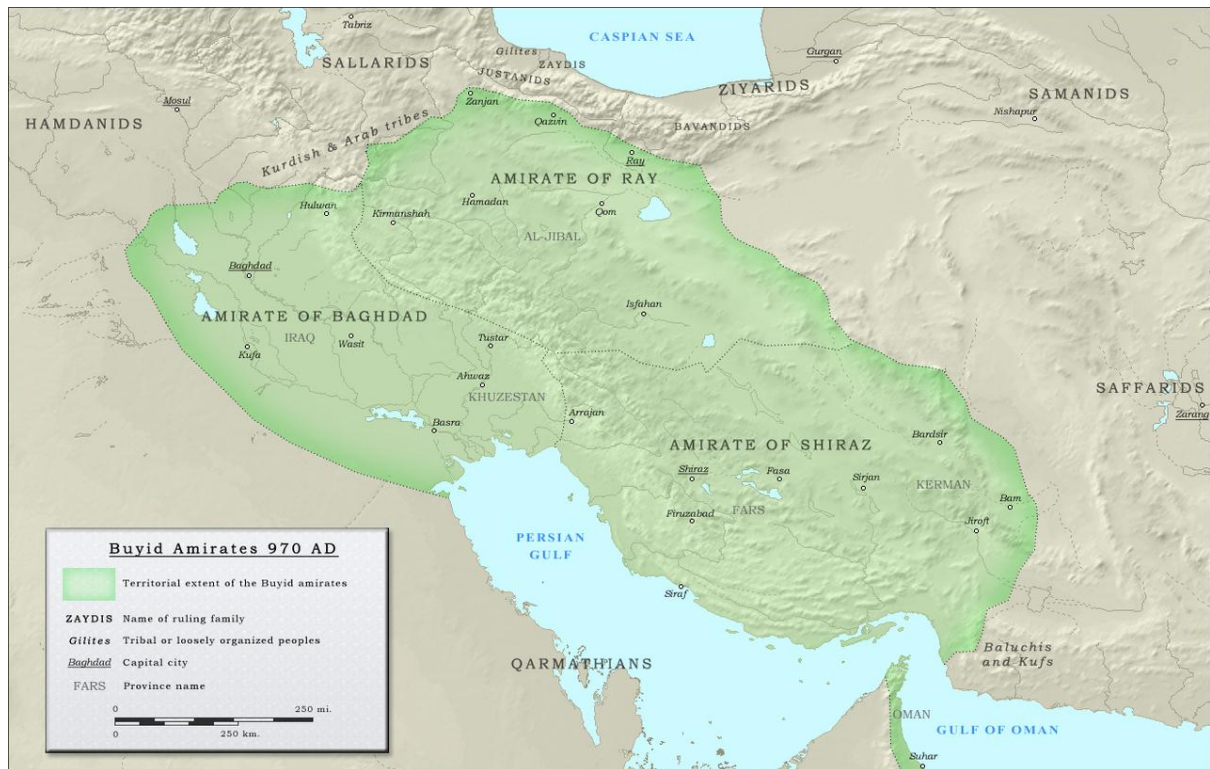 CASPIAN SEA
Tabriz
SALLARIDS
Gilites
ZAYDIS
JUSTANIDS
Gurgan
ZIYARIDS
SAMANIDS
Nishapur
Mosul
HAMDANIDS
Kurdish & Arab tribes
Zanjan
Qazvin
BAVANDIDS
Ray
AMIRATE OF RAY
Hulwan
Kirmanshah
Hamadan
Qom
AL-JIBAL
Baghdad
AMIRATE OF BAGHDAD
IRAQ
Kufa
Wasit
Isfahan
Tustar
Ahwaz
KHUZESTAN
Basra
Arrajan
SAFFARIDS
Zarang
AMIRATE OF SHIRAZ
Bardsir
Shiraz
Fasa
Sirjan
KERMAN
Bam
Firuzabad
FARS
Jiroft
PERSIAN
GULF
Siraf
QARMATHIANS
Baluchis
and Kufs
OMAN
GULF OF OMAN
Suhar
Buyid Amirates 970 AD
Territorial extent of the Buyid amirates
ZAYDIS Name of ruling family
Gilites Tribal or loosely organized peoples
Baghdad Capital city
FARS Province name
0 250 mi.
0 250 km.